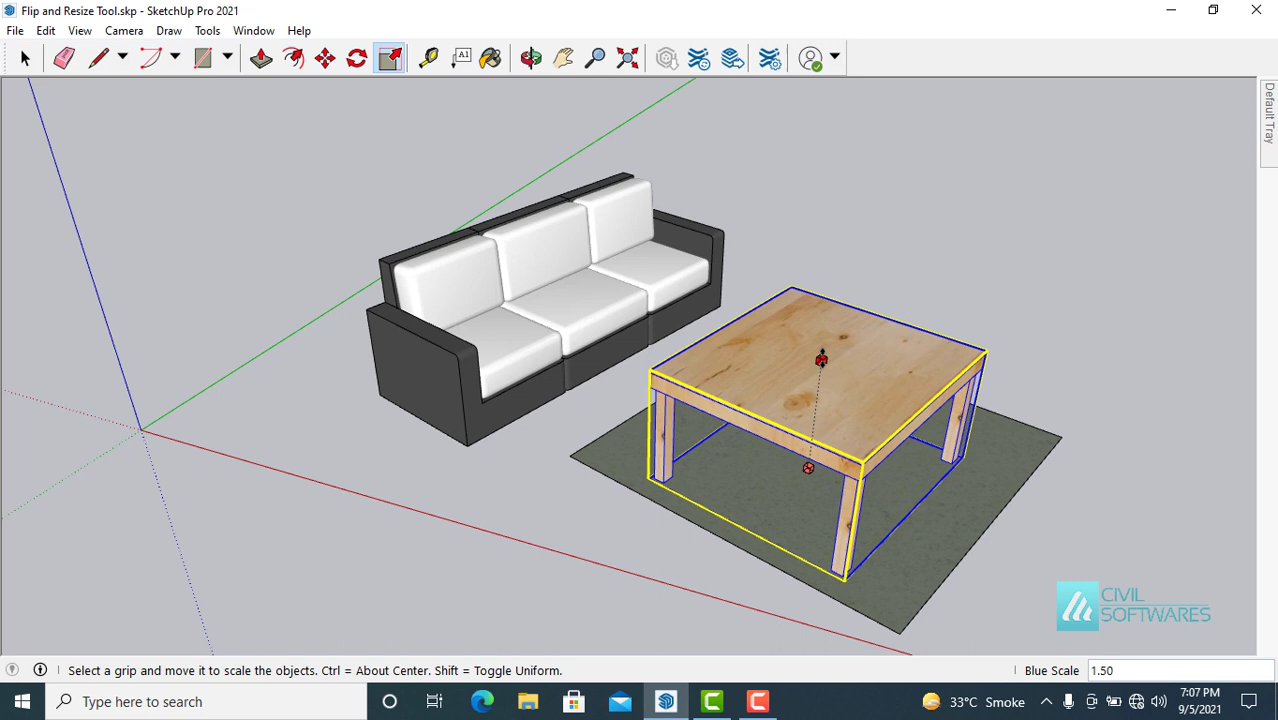 Flip and Resize Tool.skp - SketchUp Pro 2021
File Edit View Camera Draw Tools Window Help
A1
Default Tray
CIVIL
SOFTWARES
Select a grip and move it to scale the objects. Ctrl = About Center. Shift = Toggle Uniform.
Blue Scale 1.50
Type here to search
33°C Smoke
7:07 PM
9/5/2021